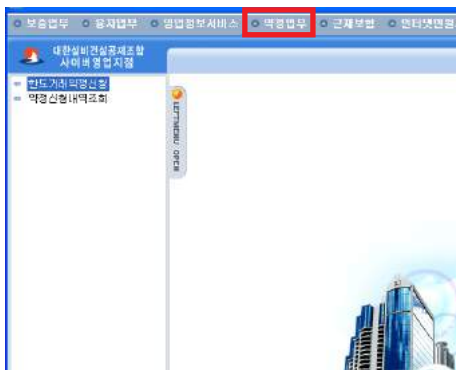 보증업무 융자업무 영업정보서비스 약정업무 근재보험 인터넷민원
대한설비건설공제조합
사이버영업지점
한도거래약정신청
약정신청내역조회
LEFTMENU OPEN